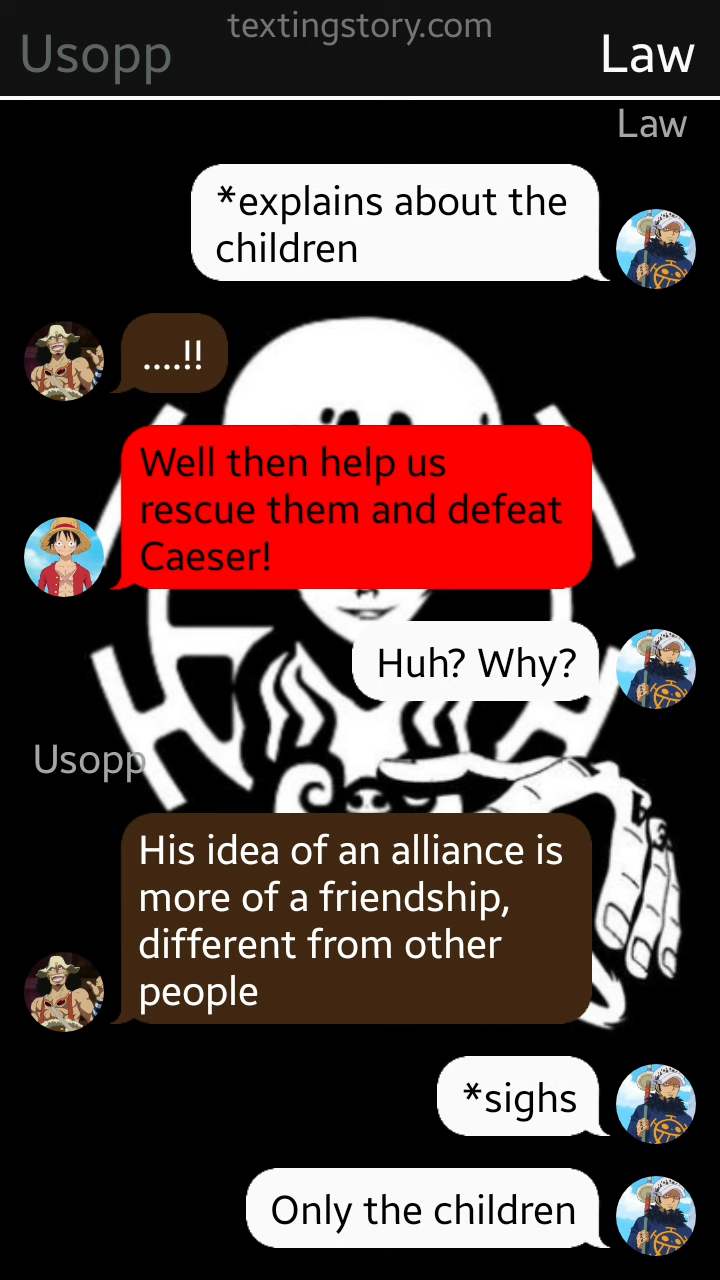 textingstory.com
Usopp
Law
Law
*explains about the
children
....!!
Well then help us
rescue them and defeat
Caeser!
Huh? Why?
Usopp
His idea of an alliance is
more of a friendship,
different from other
people
*sighs
Only the children